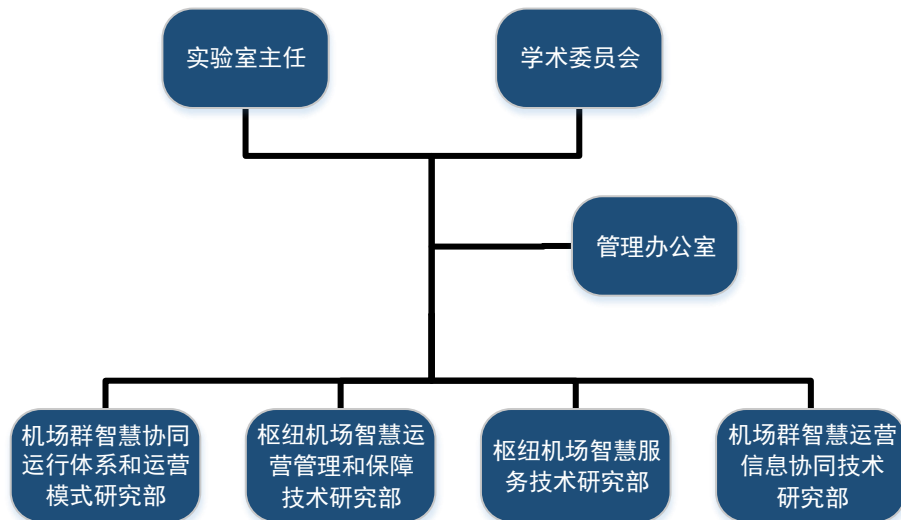 实验室主任
学术委员会
管理办公室
机场群智慧协同
运行体系和运营
模式研究部
枢纽机场智慧运
营管理和保障
技术研究部
枢纽机场智慧服
务技术研究部
机场群智慧运营
信息协同技术
研究部